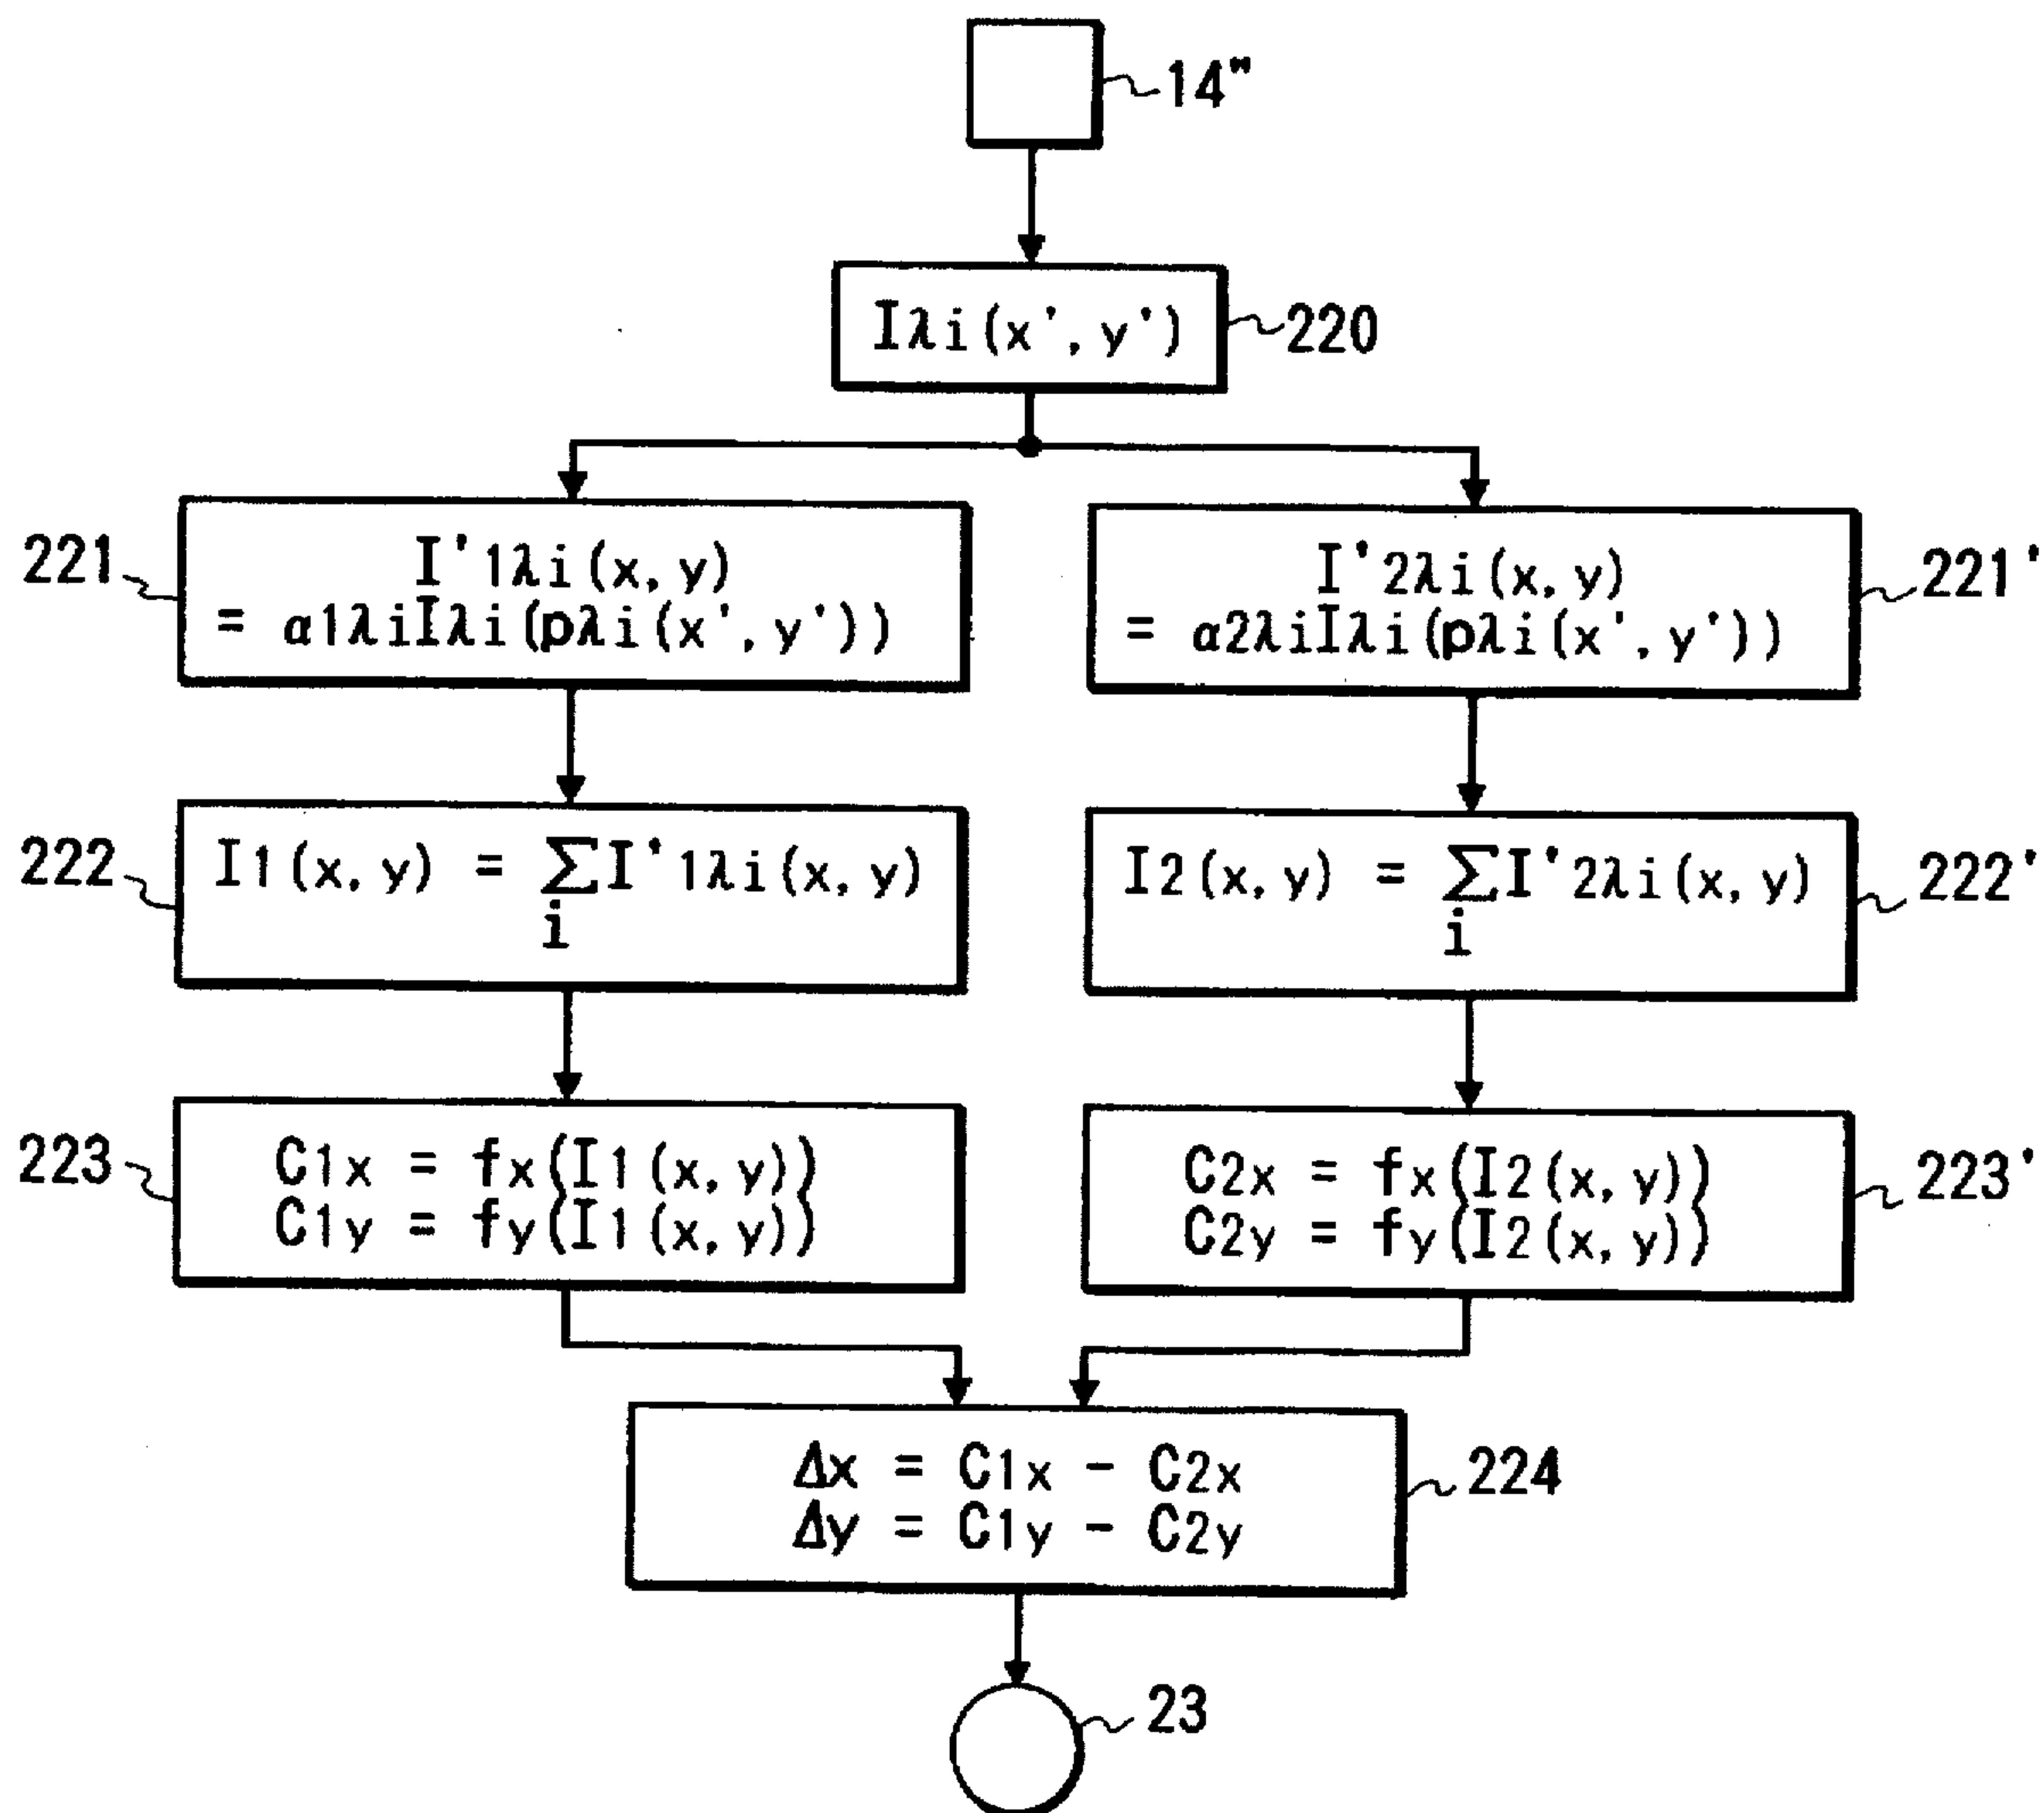 14"
Iλi(x', y')
220
221
I'1λi(x, y)
= α1λiIλi(pλi(x', y'))
I'2λi(x, y)
= α2λiIλi(pλi(x', y'))
221'
222
I1(x, y) = ∑I'1λi(x, y)
i
I2(x, y) = ∑I'2λi(x, y)
i
222'
223
C1x = fx(I1(x, y))
C1y = fy(I1(x, y))
C2x = fx(I2(x, y))
C2y = fy(I2(x, y))
223'
Δx = C1x - C2x
Δy = C1y - C2y
224
23